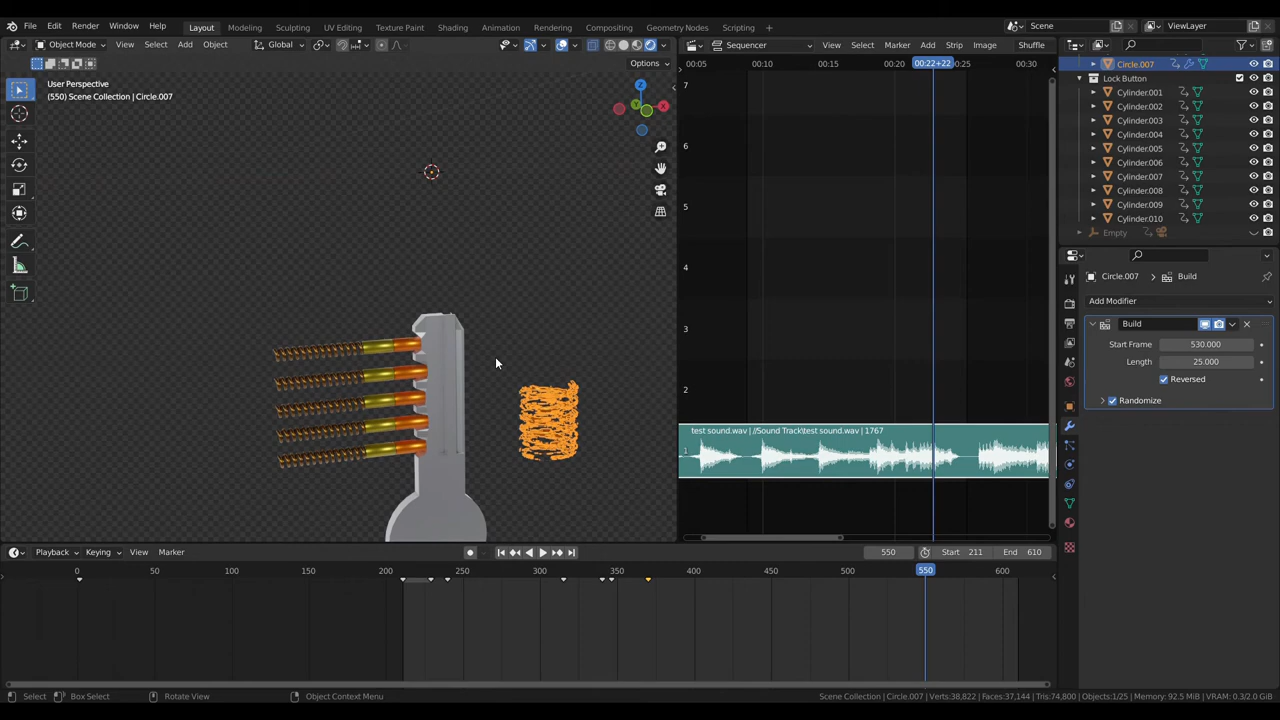 File Edit Render Window Help Layout Modeling Sculpting UV Editing Texture Paint Shading Animation Rendering Compositing Geometry Nodes Scripting + Scene ViewLayer
Object Mode View Select Add Object Global
Options
User Perspective
(550) Scene Collection | Circle.007
Z
Y
X
Sequencer View Select Marker Add Strip Image Shuffle
00:05 00:10 00:15 00:20 00:22+22 00:25 00:30
7
6
5
4
3
2
1
test sound.wav | //Sound Track\test sound.wav | 1767
Circle.007
Lock Button
Cylinder.001
Cylinder.002
Cylinder.003
Cylinder.004
Cylinder.005
Cylinder.006
Cylinder.007
Cylinder.008
Cylinder.009
Cylinder.010
Empty
Circle.007 > Build
Add Modifier
Build
Start Frame 530.000
Length 25.000
Reversed
Randomize
Playback Keying View Marker 550 Start 211 End 610
0 50 100 150 200 250 300 350 400 450 500 550 600
Select Box Select Rotate View Object Context Menu Scene Collection | Circle.007 | Verts:38,822 | Faces:37,144 | Tris:74,800 | Objects:1/25 | Memory: 92.5 MiB | VRAM: 0.3/2.0 GiB